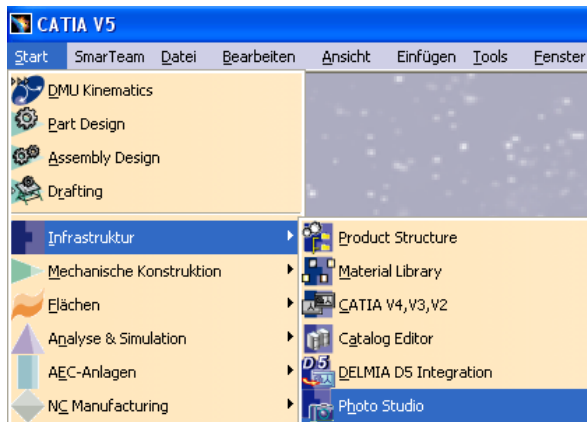 CATIA V5
Start SmarTeam Datei Bearbeiten Ansicht Einfügen Tools Fenster
DMU Kinematics
Part Design
Assembly Design
Drafting
Infrastruktur
Mechanische Konstruktion
Flächen
Analyse & Simulation
AEC-Anlagen
NC Manufacturing
Product Structure
Material Library
CATIA V4,V3,V2
Catalog Editor
D5 DELMIA D5 Integration
Photo Studio